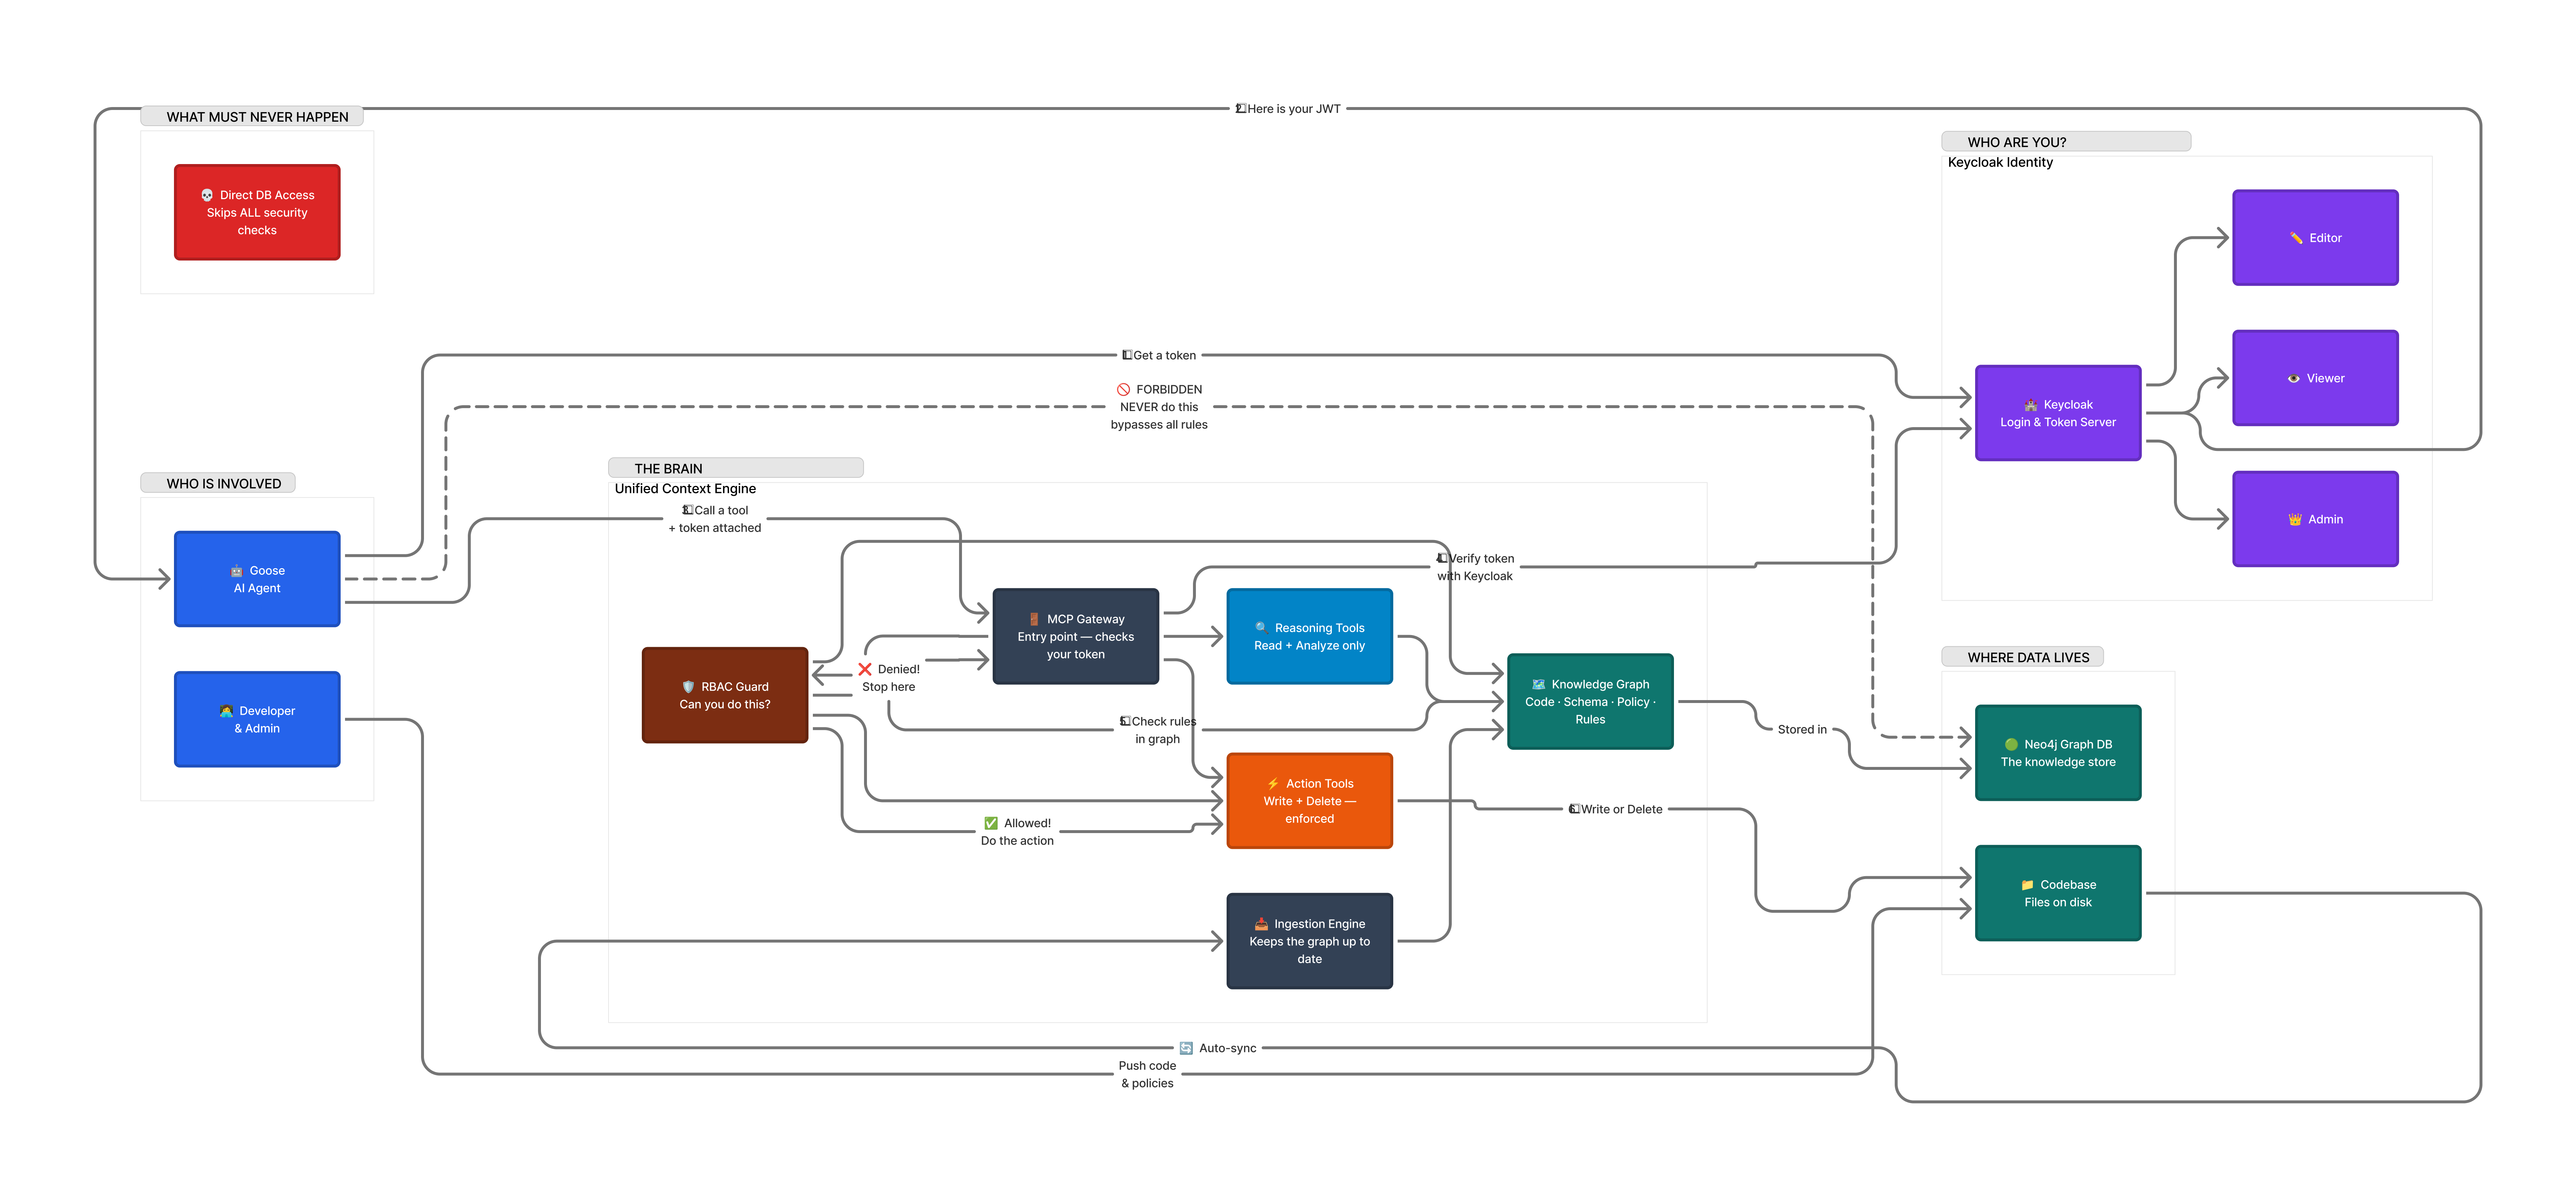 2️⃣ Here is your JWT
WHAT MUST NEVER HAPPEN
💀 Direct DB Access
Skips ALL security
checks
WHO ARE YOU?
Keycloak Identity
✏️ Editor
👁️ Viewer
🏰 Keycloak
Login & Token Server
👑 Admin
1️⃣ Get a token
🚫 FORBIDDEN
NEVER do this
bypasses all rules
WHO IS INVOLVED
🤖 Goose
AI Agent
👩‍💻 Developer
& Admin
THE BRAIN
Unified Context Engine
3️⃣ Call a tool
+ token attached
4️⃣ Verify token
with Keycloak
🚪 MCP Gateway
Entry point — checks
your token
🔍 Reasoning Tools
Read + Analyze only
🛡️ RBAC Guard
Can you do this?
❌ Denied!
Stop here
5️⃣ Check rules
in graph
🗺️ Knowledge Graph
Code · Schema · Policy ·
Rules
⚡ Action Tools
Write + Delete —
enforced
✅ Allowed!
Do the action
📥 Ingestion Engine
Keeps the graph up to
date
Stored in
6️⃣ Write or Delete
WHERE DATA LIVES
🟢 Neo4j Graph DB
The knowledge store
📁 Codebase
Files on disk
🔄 Auto-sync
Push code
& policies